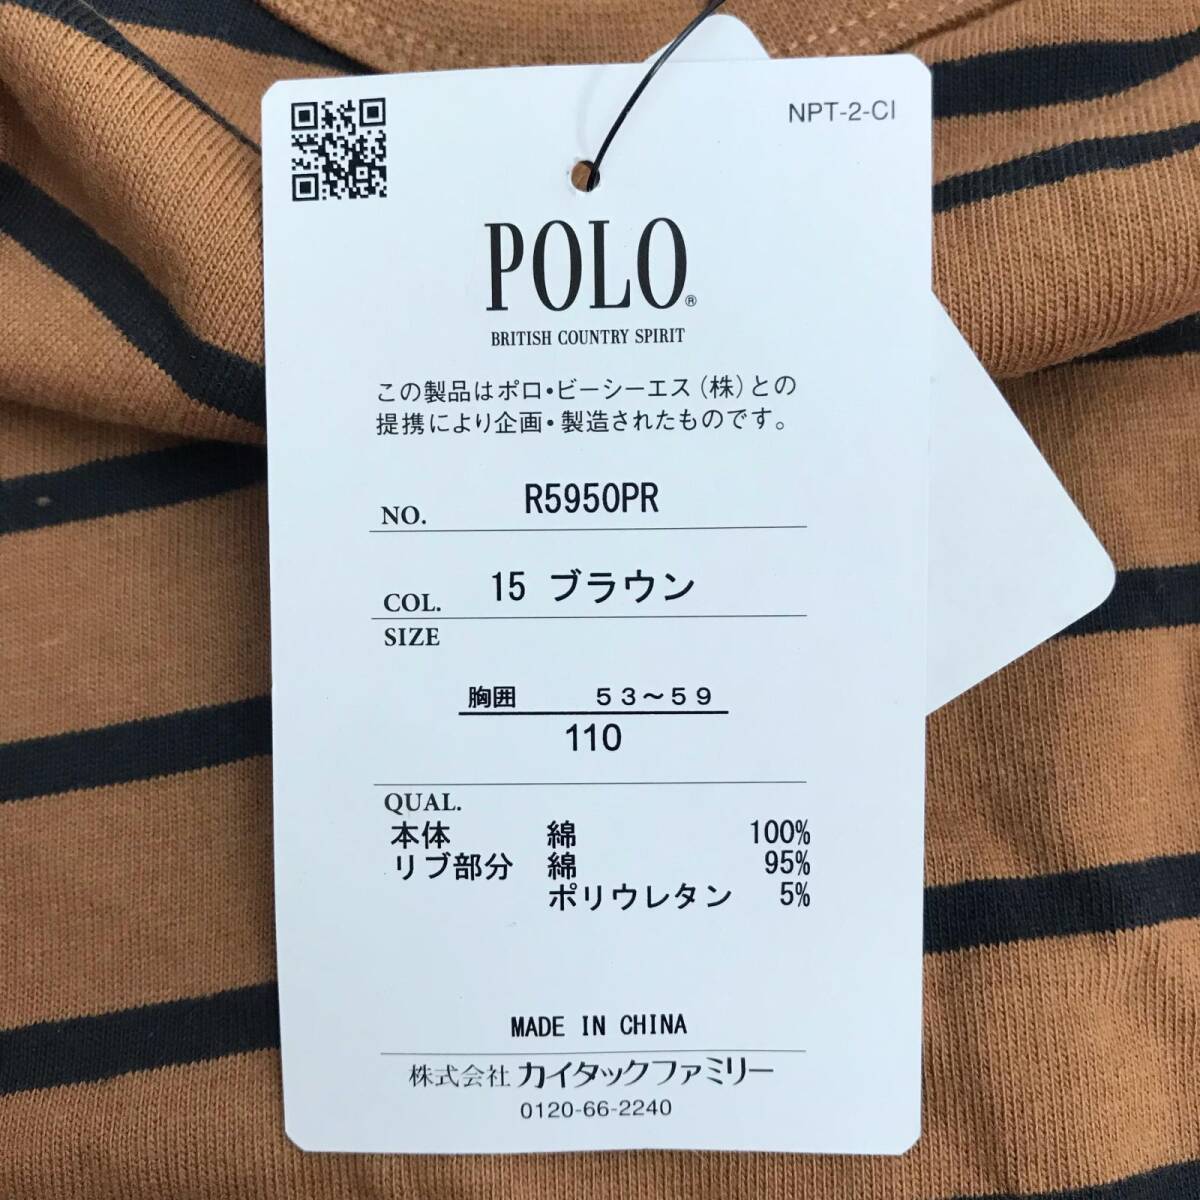 NPT-2-CI
POLO®
BRITISH COUNTRY SPIRIT
この製品はポロ・ビーシーエス(株)との
提携により企画・製造されたものです。
NO. R5950PR
COL. 15 ブラウン
SIZE
胸囲 53~59
110
QUAL.
本体 綿 100%
リブ部分 綿 95%
ポリウレタン 5%
MADE IN CHINA
株式会社 カイタックファミリー
0120-66-2240